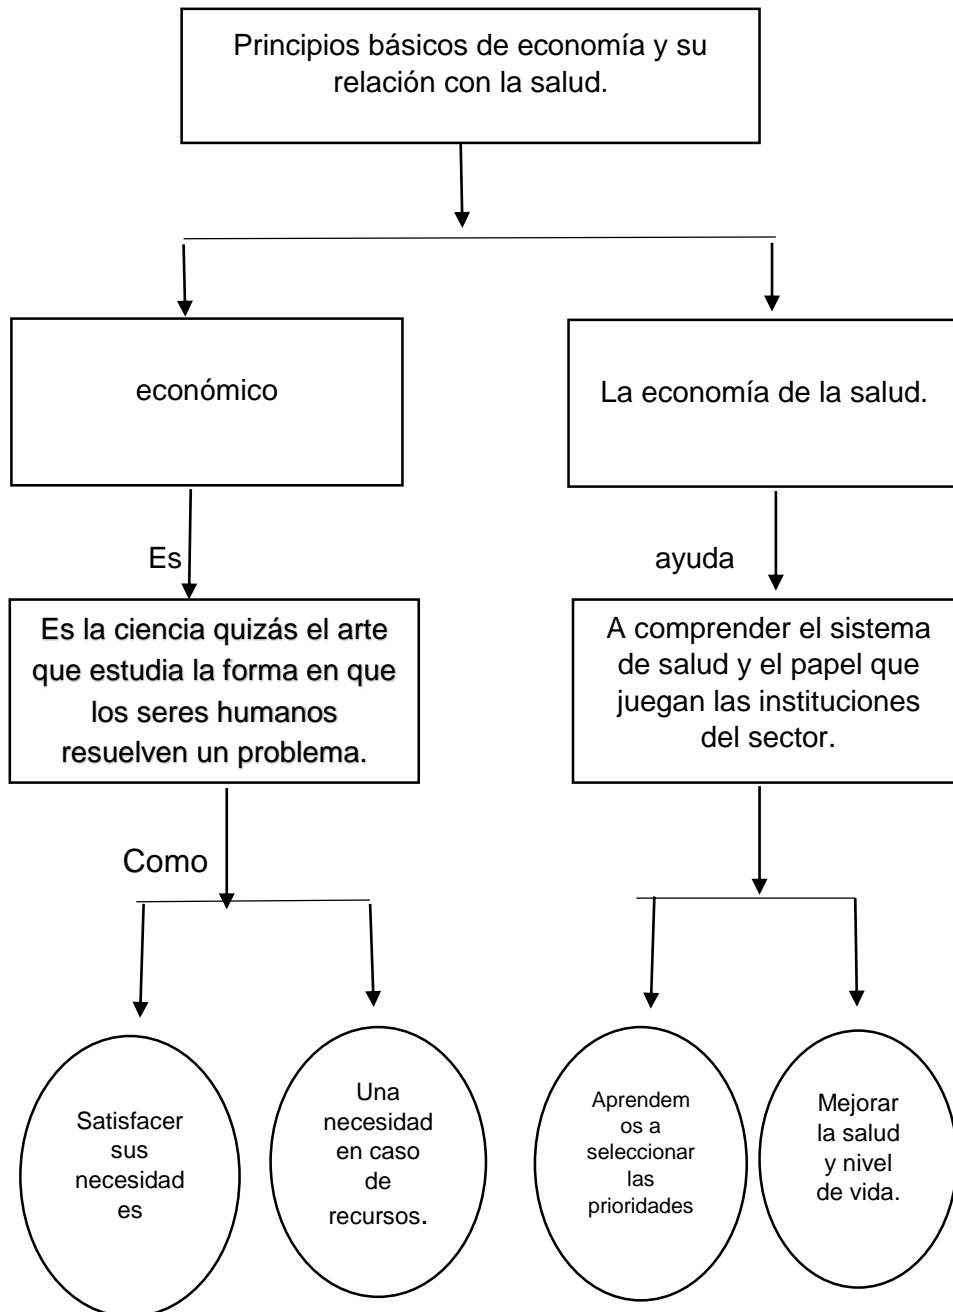 Principios básicos de economía y su
relación con la salud.
económico
La economía de la salud.
Es
ayuda
Es la ciencia quizás el arte
que estudia la forma en que
los seres humanos
resuelven un problema.
A comprender el sistema
de salud y el papel que
juegan las instituciones
del sector.
Como
Satisfacer
sus
necesidad
es
Una
necesidad
en caso
de
recursos.
Aprendem
os a
seleccionar
las
prioridades
Mejorar
la salud
y nivel
de vida.